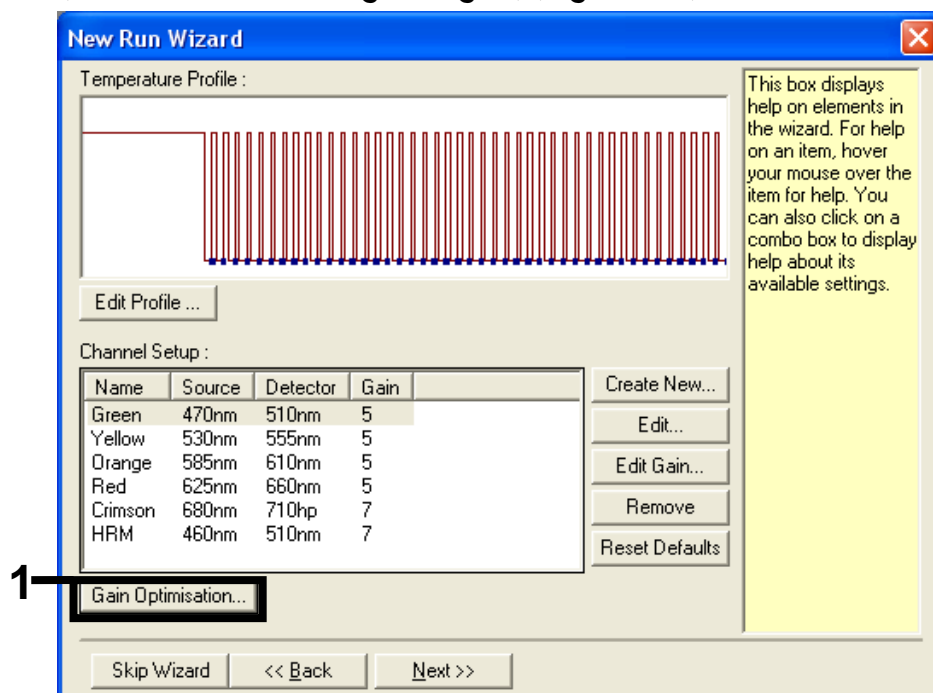 New Run Wizard
Temperature Profile :
This box displays
help on elements in
the wizard. For help
on an item, hover
your mouse over the
item for help. You
can also click on a
combo box to display
help about its
available settings.
Edit Profile ...
Channel Setup :
Name Source Detector Gain
Green 470nm 510nm 5
Yellow 530nm 555nm 5
Orange 585nm 610nm 5
Red 625nm 660nm 5
Crimson 680nm 710hp 7
HRM 460nm 510nm 7
Create New...
Edit...
Edit Gain...
Remove
Reset Defaults
1
Gain Optimisation...
Skip Wizard << Back Next >>